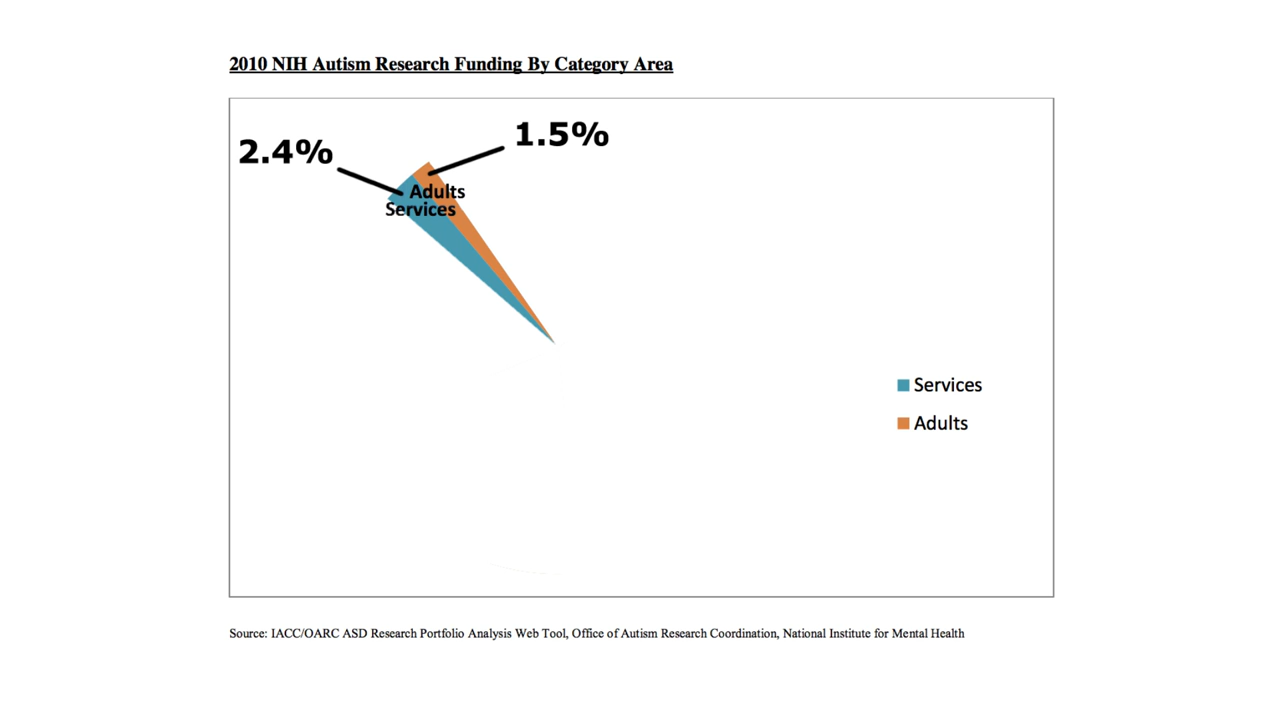 2010 NIH Autism Research Funding By Category Area
2.4%
1.5%
Adults
Services
Services
Adults
Source: IACC/OARC ASD Research Portfolio Analysis Web Tool, Office of Autism Research Coordination, National Institute for Mental Health